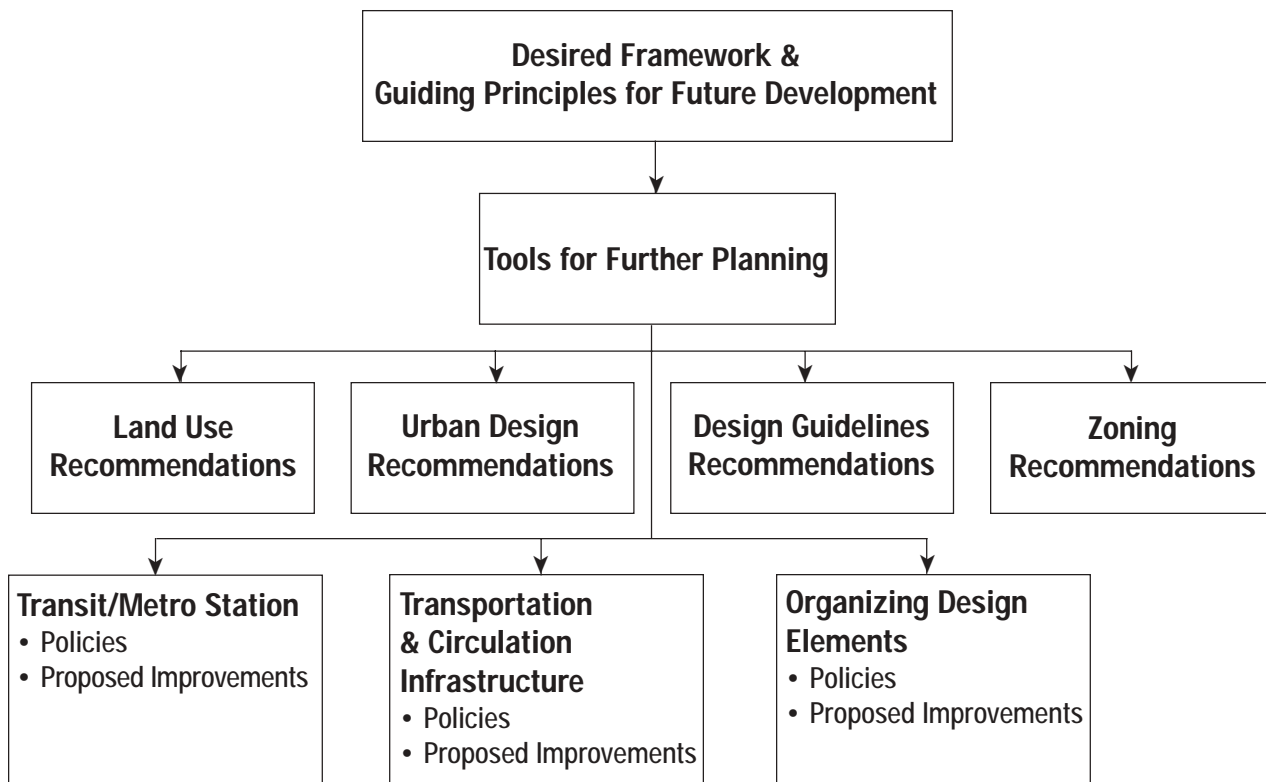 Desired Framework &
Guiding Principles for Future Development
Tools for Further Planning
Land Use
Recommendations
Urban Design
Recommendations
Design Guidelines
Recommendations
Zoning
Recommendations
Transit/Metro Station
• Policies
• Proposed Improvements
Transportation
& Circulation
Infrastructure
• Policies
• Proposed Improvements
Organizing Design
Elements
• Policies
• Proposed Improvements